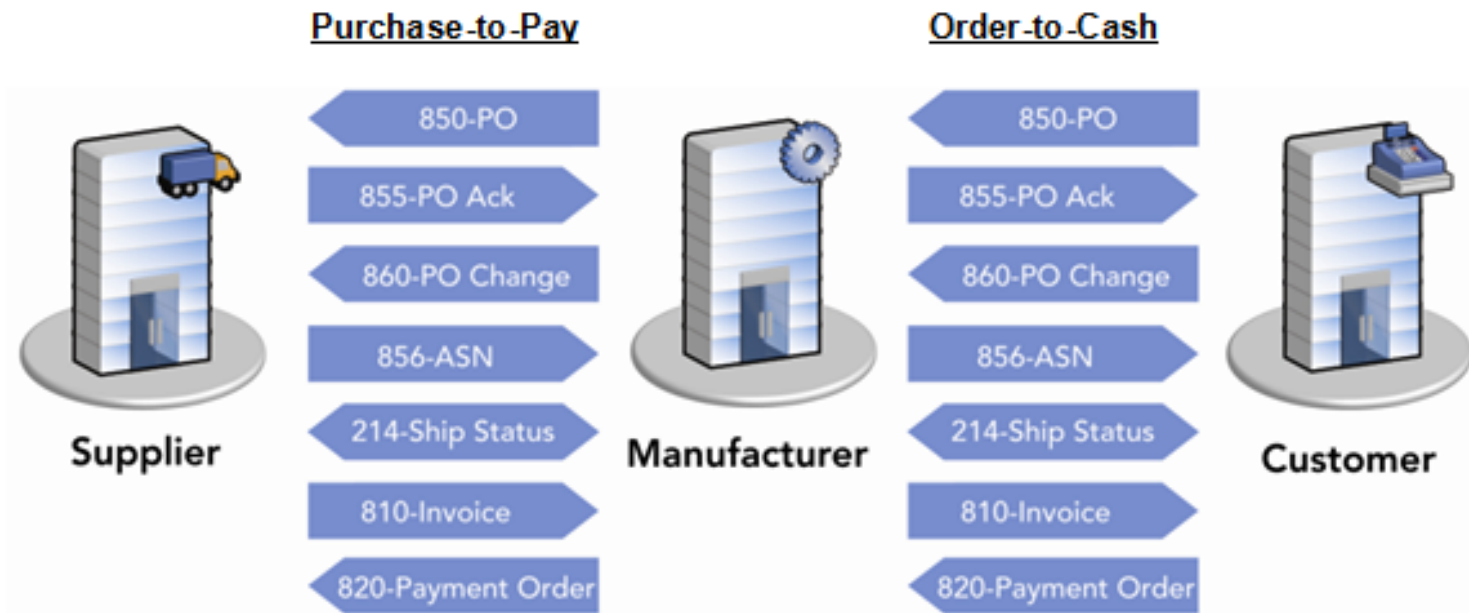 Purchase-to-Pay
Order-to-Cash
850-PO
850-PO
855-PO Ack
855-PO Ack
860-PO Change
860-PO Change
856-ASN
856-ASN
214-Ship Status
214-Ship Status
Supplier
Manufacturer
Customer
810-Invoice
810-Invoice
820-Payment Order
820-Payment Order